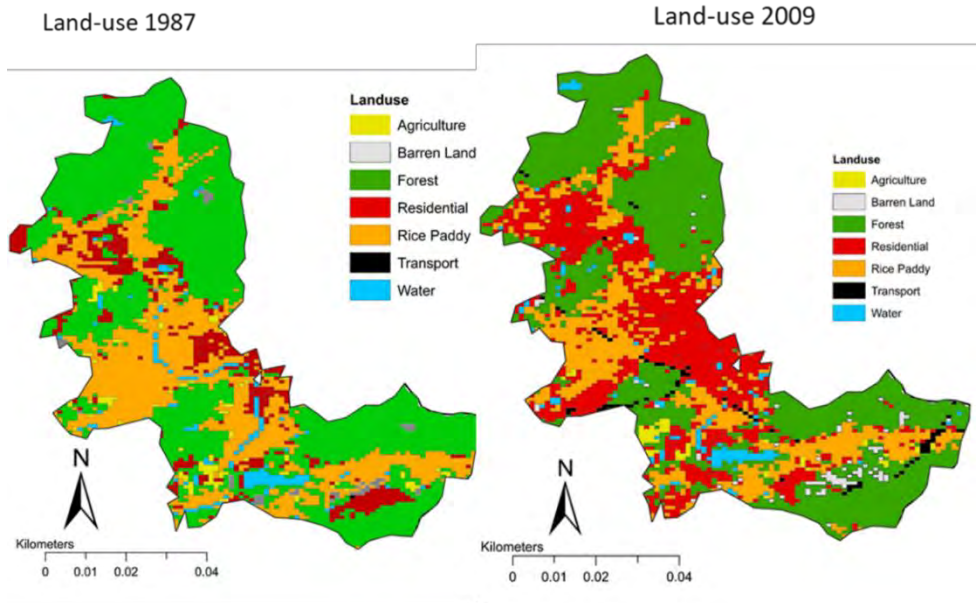 Land-use 1987
Landuse
Agriculture
Barren Land
Forest
Residential
Rice Paddy
Transport
Water
N
Kilometers
0 0.01 0.02 0.04
Land-use 2009
Landuse
Agriculture
Barren Land
Forest
Residential
Rice Paddy
Transport
Water
N
Kilometers
0 0.01 0.02 0.04